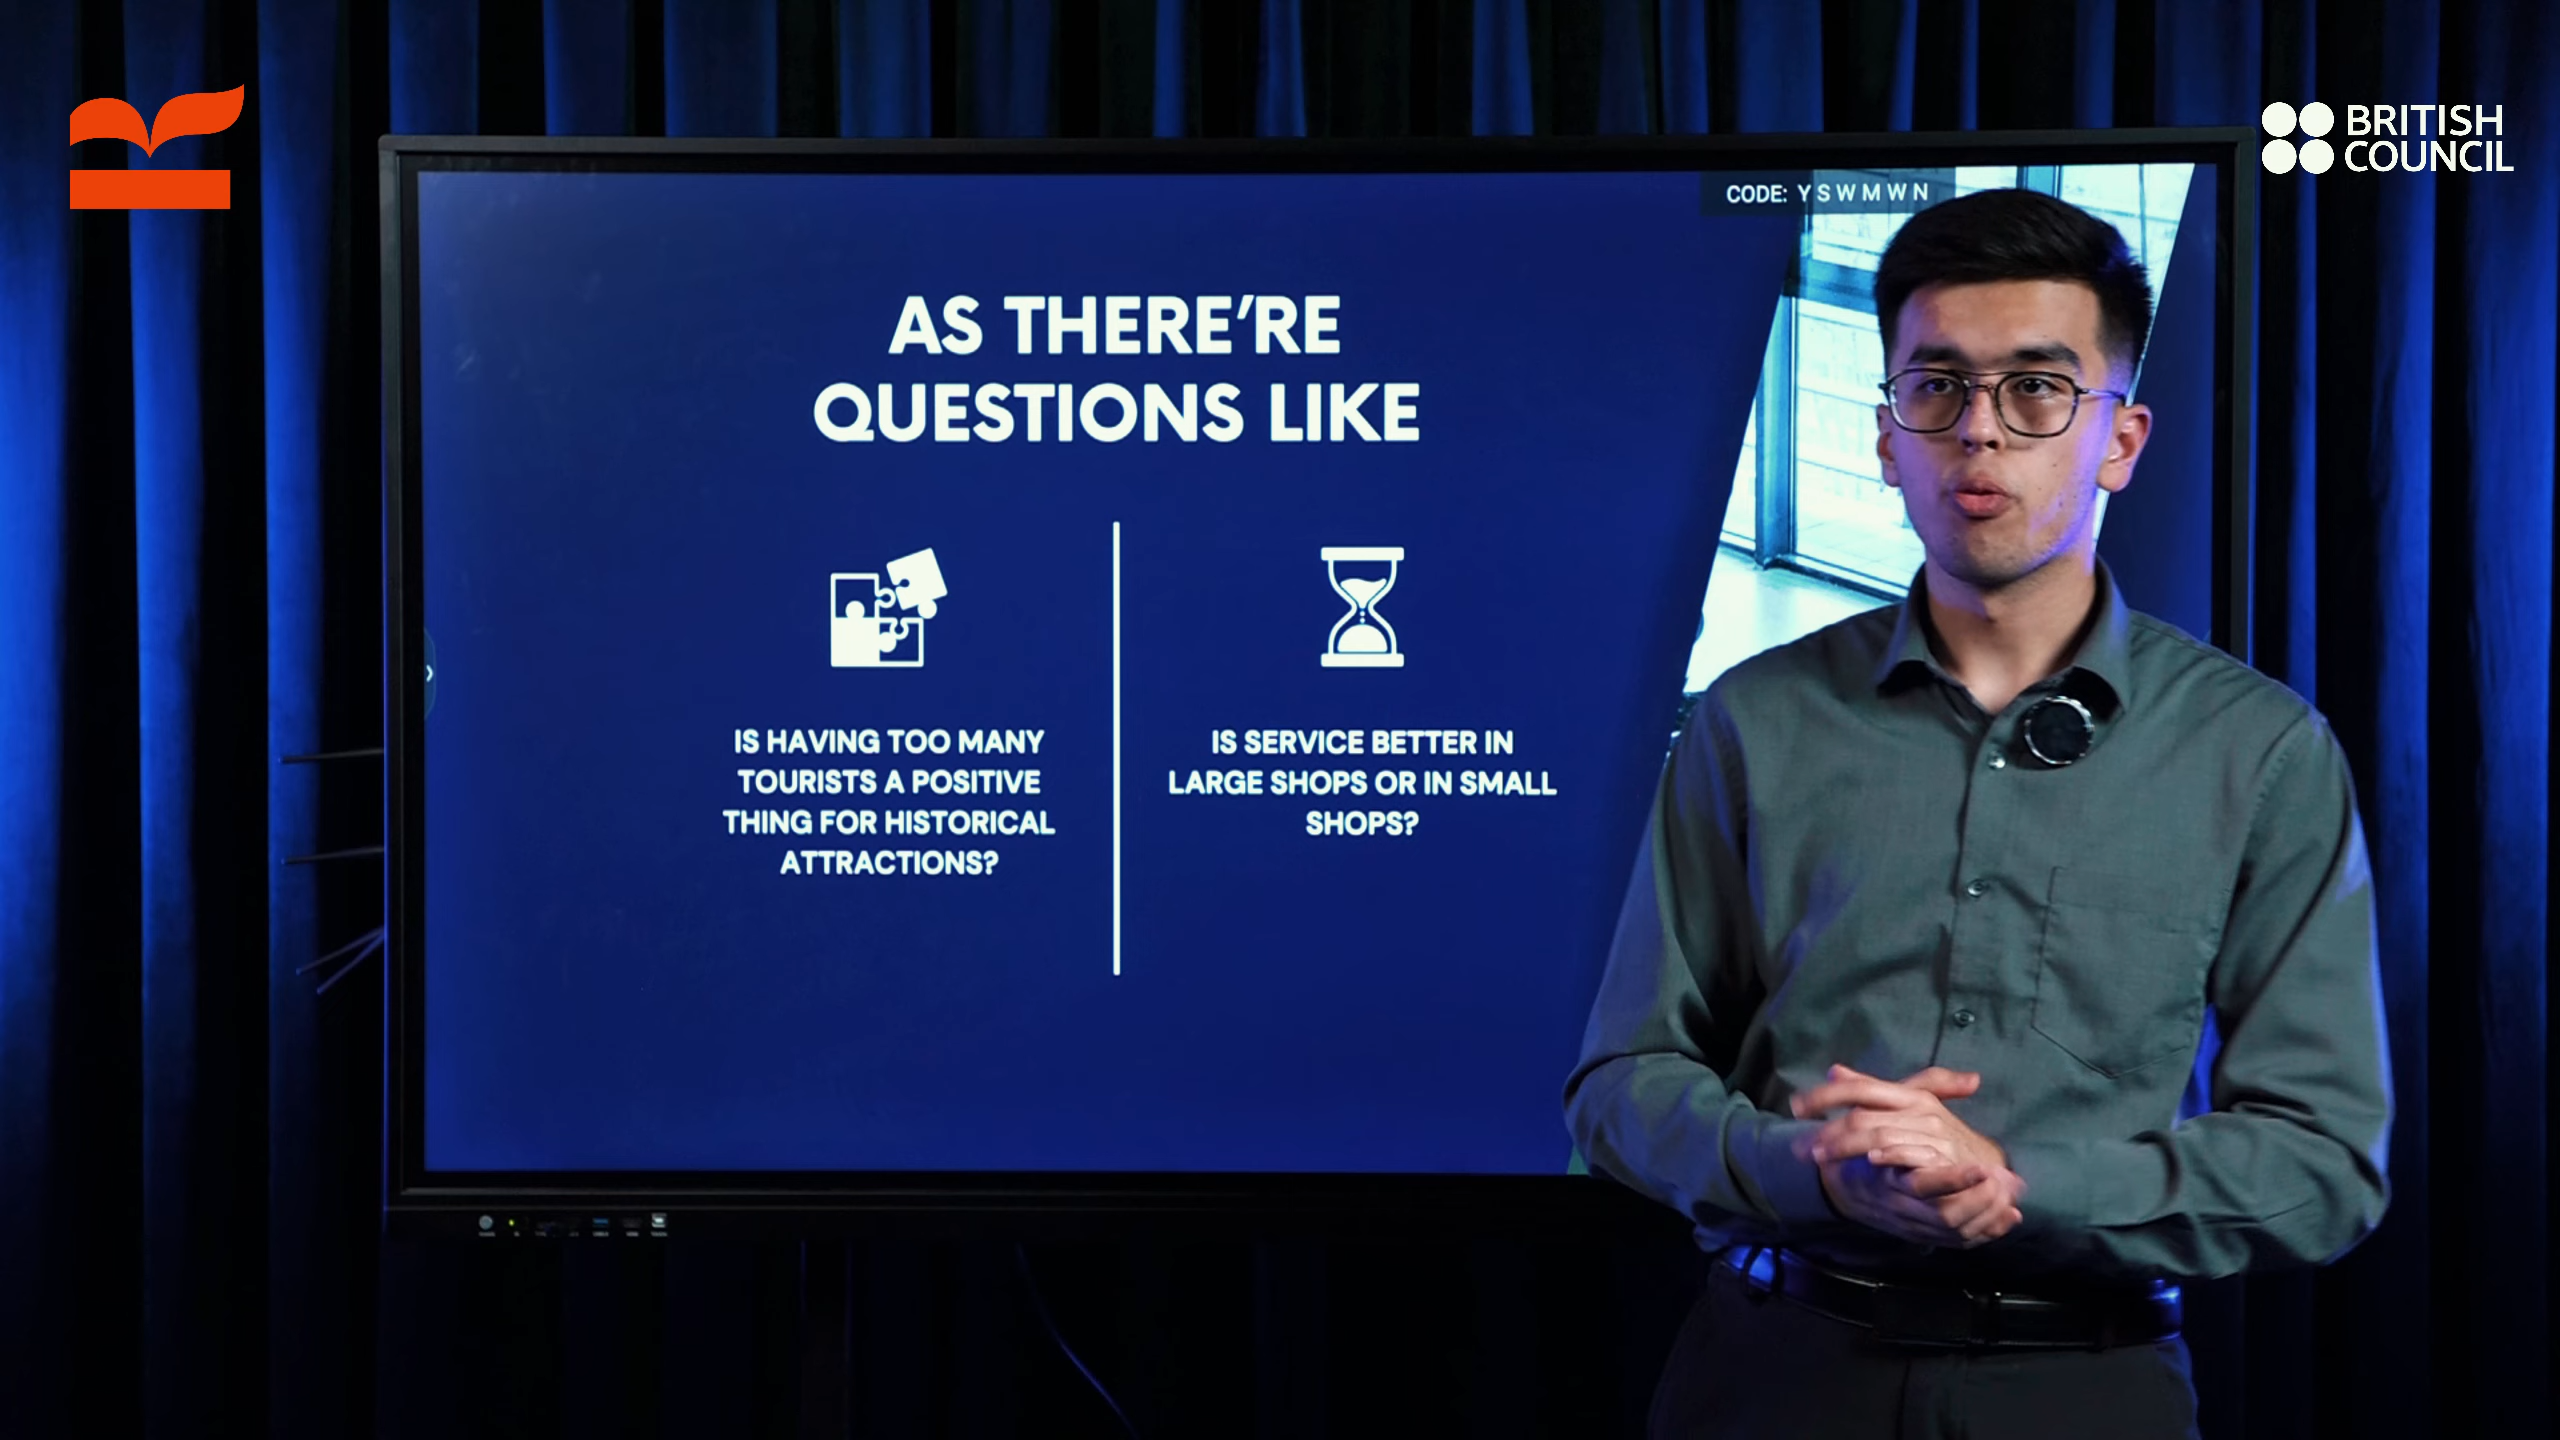 BRITISH
COUNCIL
CODE: YSWMWN
AS THERE’RE
QUESTIONS LIKE
IS HAVING TOO MANY
TOURISTS A POSITIVE
THING FOR HISTORICAL
ATTRACTIONS?
IS SERVICE BETTER IN
LARGE SHOPS OR IN SMALL
SHOPS?